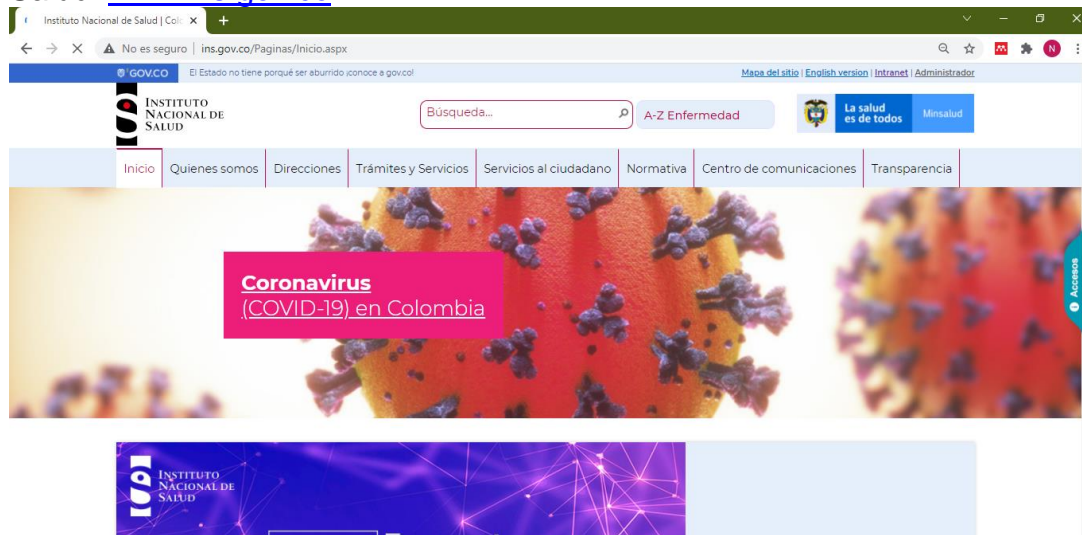 Instituto Nacional de Salud | Col
No es seguro | ins.gov.co/Paginas/Inicio.aspx
N
GOV.CO El Estado no tiene porqué ser aburrido ¡conoce a gov.co!
Mapa del sitio | English version | Intranet | Administrador
INSTITUTO
NACIONAL DE
SALUD
Búsqueda...
A-Z Enfermedad
La salud
es de todos
Minsalud
Inicio Quienes somos Direcciones Trámites y Servicios Servicios al ciudadano Normativa Centro de comunicaciones Transparencia
Coronavirus
(COVID-19) en Colombia
Accesos
INSTITUTO
NACIONAL DE
SALUD